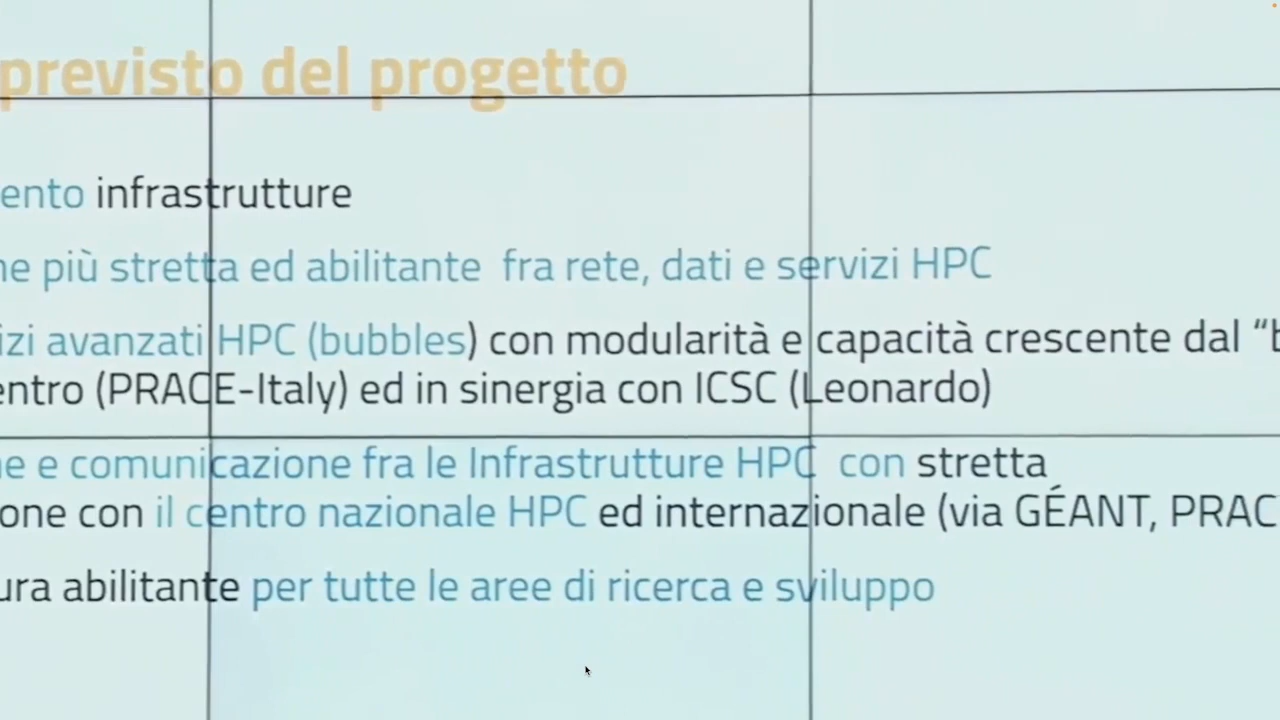 previsto del progetto
ento infrastrutture
ne più stretta ed abilitante fra rete, dati e servizi HPC
izi avanzati HPC (bubbles) con modularità e capacità crescente dal “b
entro (PRACE-Italy) ed in sinergia con ICSC (Leonardo)
ne e comunicazione fra le Infrastrutture HPC con stretta
one con il centro nazionale HPC ed internazionale (via GÉANT, PRAC
ura abilitante per tutte le aree di ricerca e sviluppo